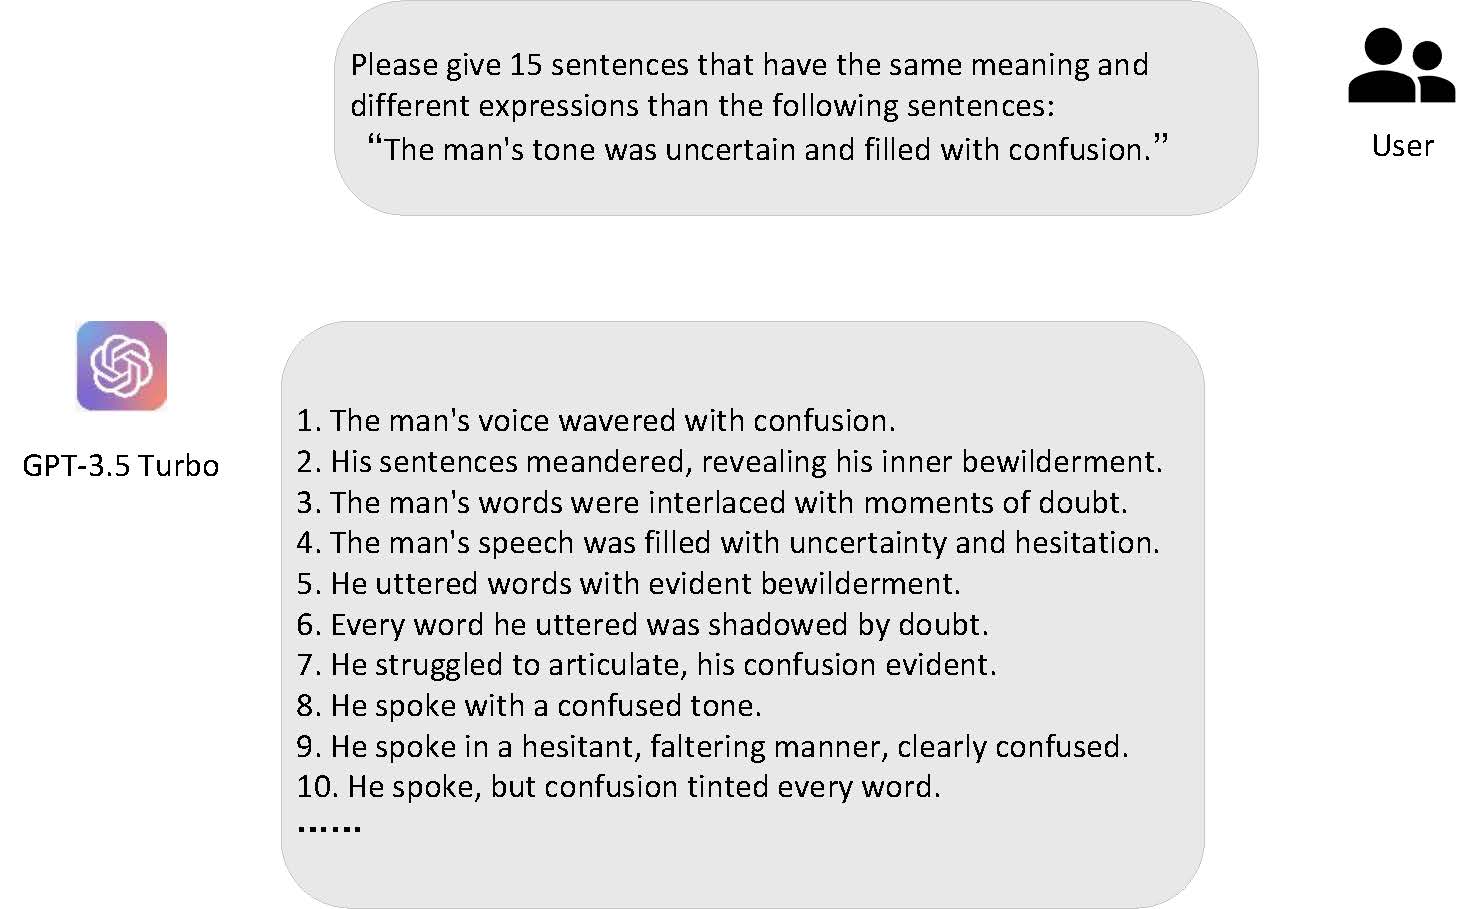 Please give 15 sentences that have the same meaning and
different expressions than the following sentences:
“The man's tone was uncertain and filled with confusion.”
User
GPT-3.5 Turbo
1. The man's voice wavered with confusion.
2. His sentences meandered, revealing his inner bewilderment.
3. The man's words were interlaced with moments of doubt.
4. The man's speech was filled with uncertainty and hesitation.
5. He uttered words with evident bewilderment.
6. Every word he uttered was shadowed by doubt.
7. He struggled to articulate, his confusion evident.
8. He spoke with a confused tone.
9. He spoke in a hesitant, faltering manner, clearly confused.
10. He spoke, but confusion tinted every word.
......